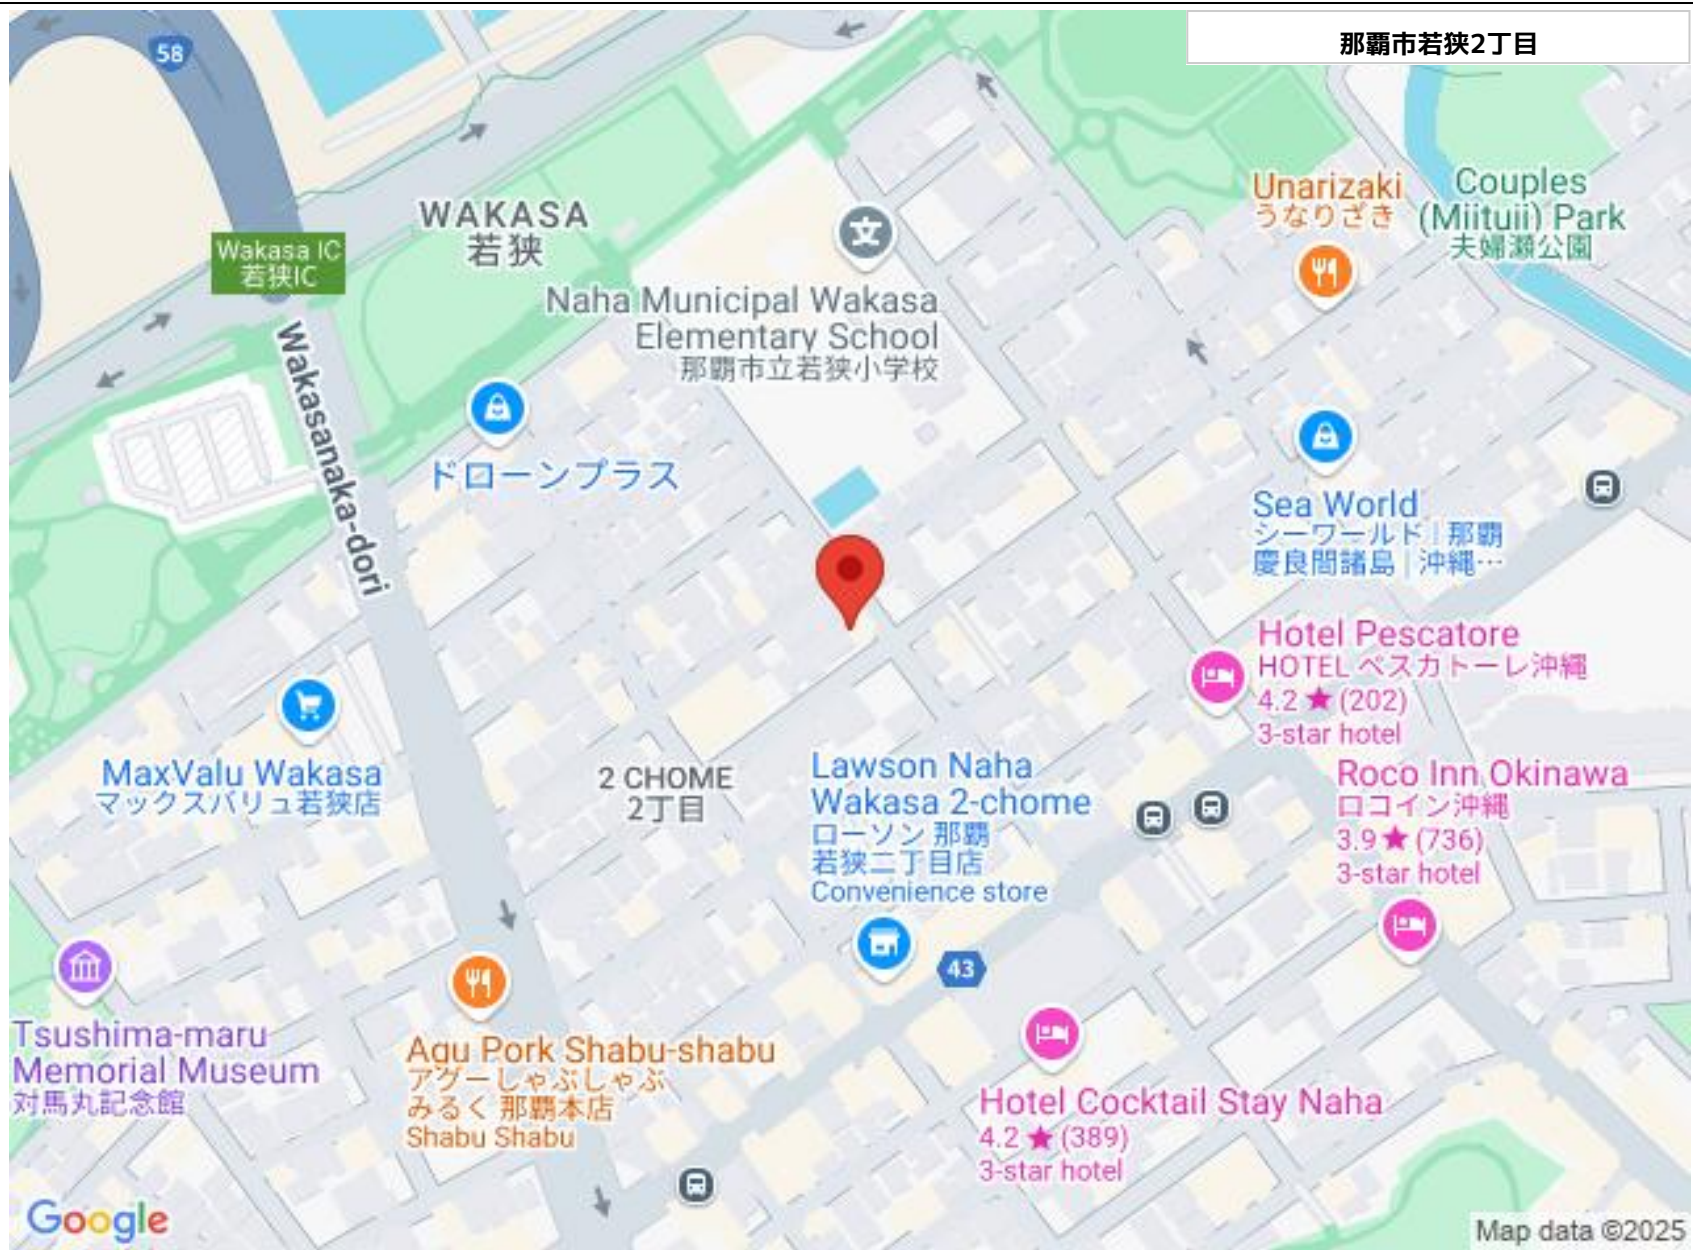 那覇市若狭2丁目
58
Wakasa IC
若狭IC
WAKASA
若狭
Unarizaki
うなりざき
Couples
(Miituii) Park
夫婦瀬公園
文
Naha Municipal Wakasa
Elementary School
那覇市立若狭小学校
Wakasanaka-dori
ドローンプラス
Sea World
シーワールド | 那覇
慶良間諸島 | 沖縄…
Hotel Pescatore
HOTEL ペスカトーレ沖縄
4.2 ★ (202)
3-star hotel
MaxValu Wakasa
マックスバリュ若狭店
2 CHOME
2丁目
Lawson Naha
Wakasa 2-chome
ローソン 那覇
若狭二丁目店
Convenience store
Roco Inn Okinawa
ロコイン沖縄
3.9 ★ (736)
3-star hotel
43
Tsushima-maru
Memorial Museum
対馬丸記念館
Agu Pork Shabu-shabu
アグーしゃぶしゃぶ
みるく 那覇本店
Shabu Shabu
Hotel Cocktail Stay Naha
4.2 ★ (389)
3-star hotel
Google
Map data ©2025